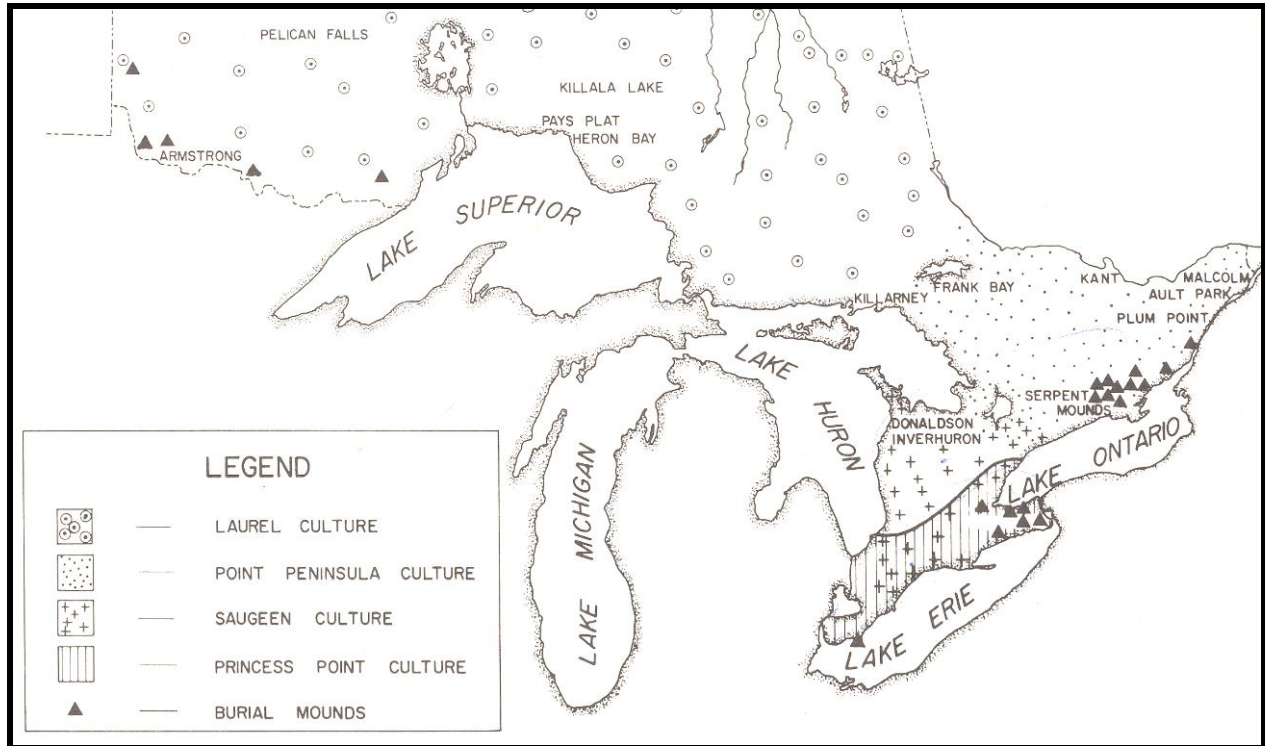 PELICAN FALLS
KILLALA LAKE
PAYS PLAT
HERON BAY
ARMSTRONG
LAKE SUPERIOR
KILLARNEY
FRANK BAY
KANT
MALCOLM
AULT PARK
PLUM POINT
LAKE HURON
SERPENT
MOUNDS
DONALDSON
INVERHURON
LAKE ONTARIO
LAKE MICHIGAN
LAKE ERIE
LEGEND
LAUREL CULTURE
POINT PENINSULA CULTURE
SAUGEEN CULTURE
PRINCESS POINT CULTURE
BURIAL MOUNDS